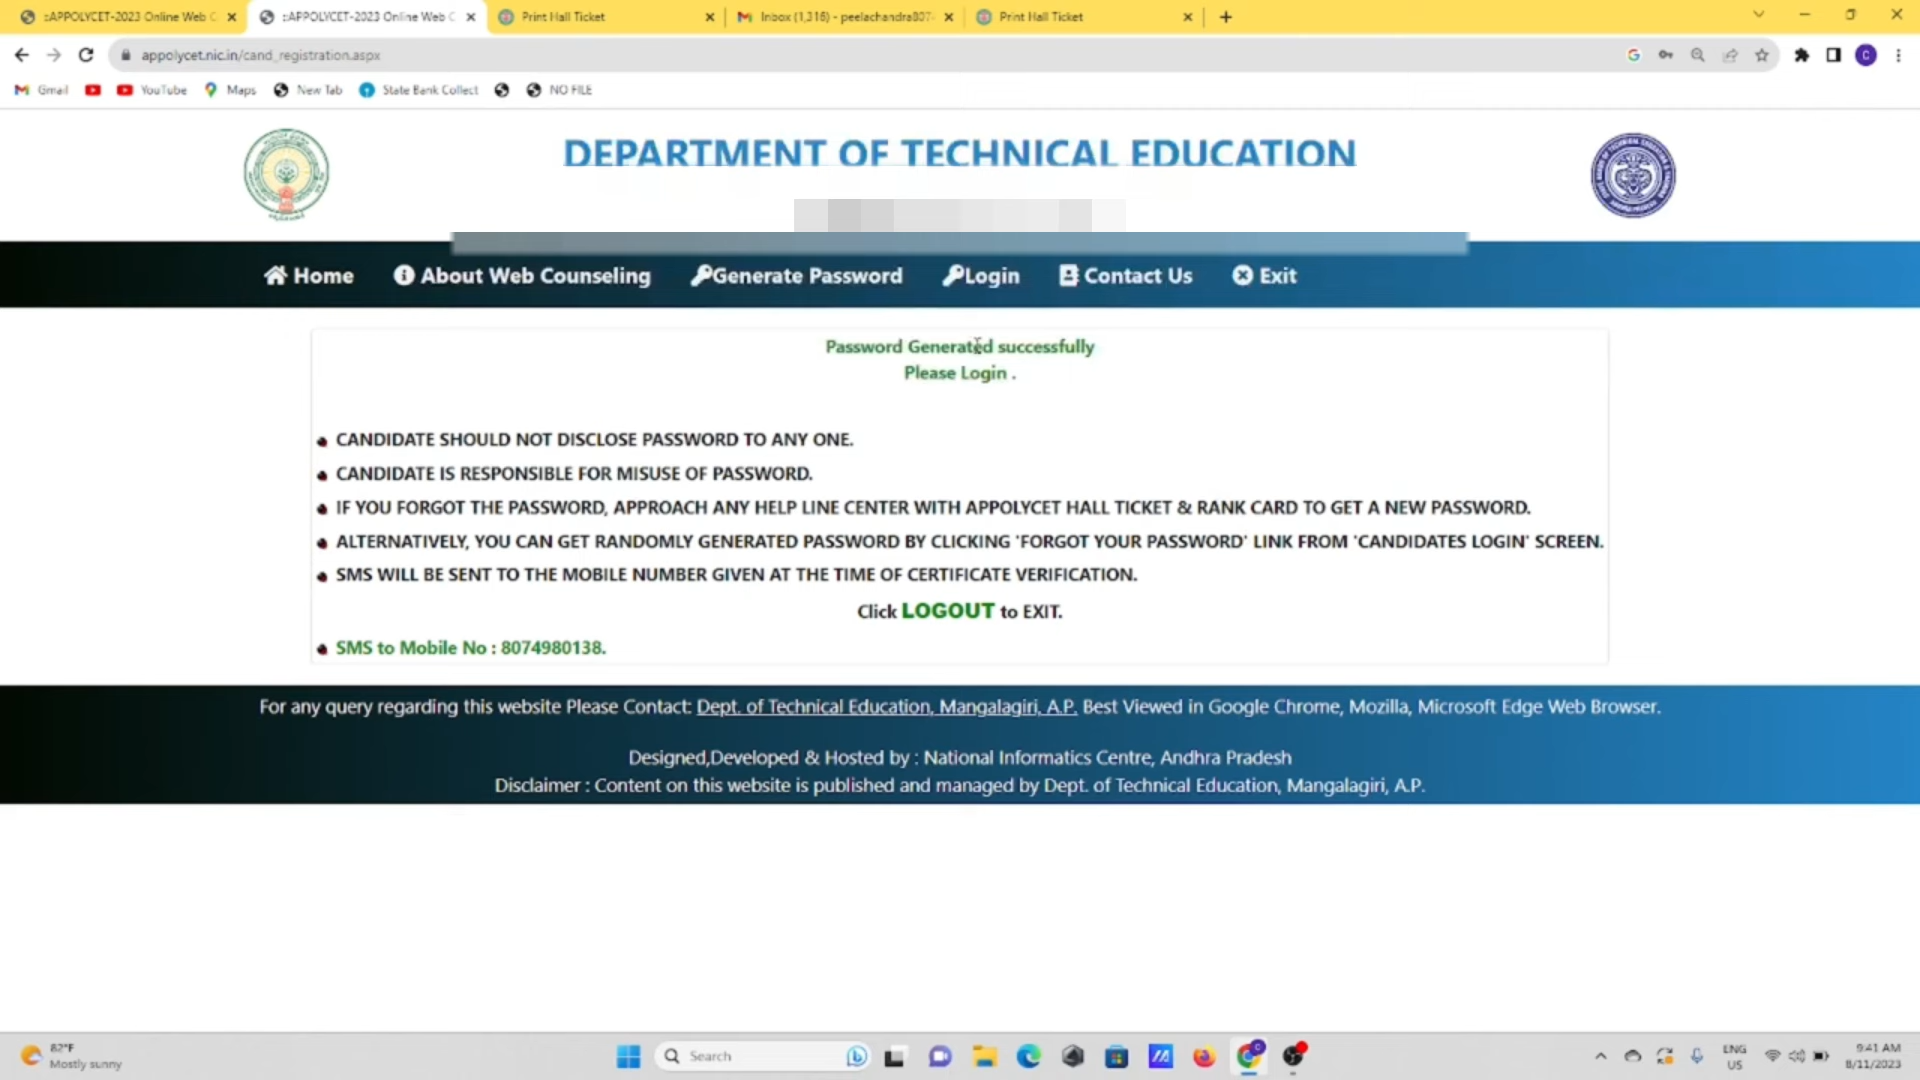 ::APPOLYCET-2023 Online Web C
::APPOLYCET-2023 Online Web C
Print Hall Ticket
Inbox (1,316) - peelachandra807
Print Hall Ticket
appolycet.nic.in/cand_registration.aspx
Gmail
YouTube
Maps
New Tab
State Bank Collect
NO FILE
DEPARTMENT OF TECHNICAL EDUCATION
Home
About Web Counseling
Generate Password
Login
Contact Us
Exit
Password Generated successfully
Please Login .
CANDIDATE SHOULD NOT DISCLOSE PASSWORD TO ANY ONE.
CANDIDATE IS RESPONSIBLE FOR MISUSE OF PASSWORD.
IF YOU FORGOT THE PASSWORD, APPROACH ANY HELP LINE CENTER WITH APPOLYCET HALL TICKET & RANK CARD TO GET A NEW PASSWORD.
ALTERNATIVELY, YOU CAN GET RANDOMLY GENERATED PASSWORD BY CLICKING 'FORGOT YOUR PASSWORD' LINK FROM 'CANDIDATES LOGIN' SCREEN.
SMS WILL BE SENT TO THE MOBILE NUMBER GIVEN AT THE TIME OF CERTIFICATE VERIFICATION.
Click LOGOUT to EXIT.
SMS to Mobile No : 8074980138.
For any query regarding this website Please Contact: Dept. of Technical Education, Mangalagiri, A.P. Best Viewed in Google Chrome, Mozilla, Microsoft Edge Web Browser.
Designed,Developed & Hosted by : National Informatics Centre, Andhra Pradesh
Disclaimer : Content on this website is published and managed by Dept. of Technical Education, Mangalagiri, A.P.
82°F
Mostly sunny
Search
ENG
US
9:41 AM
8/11/2023